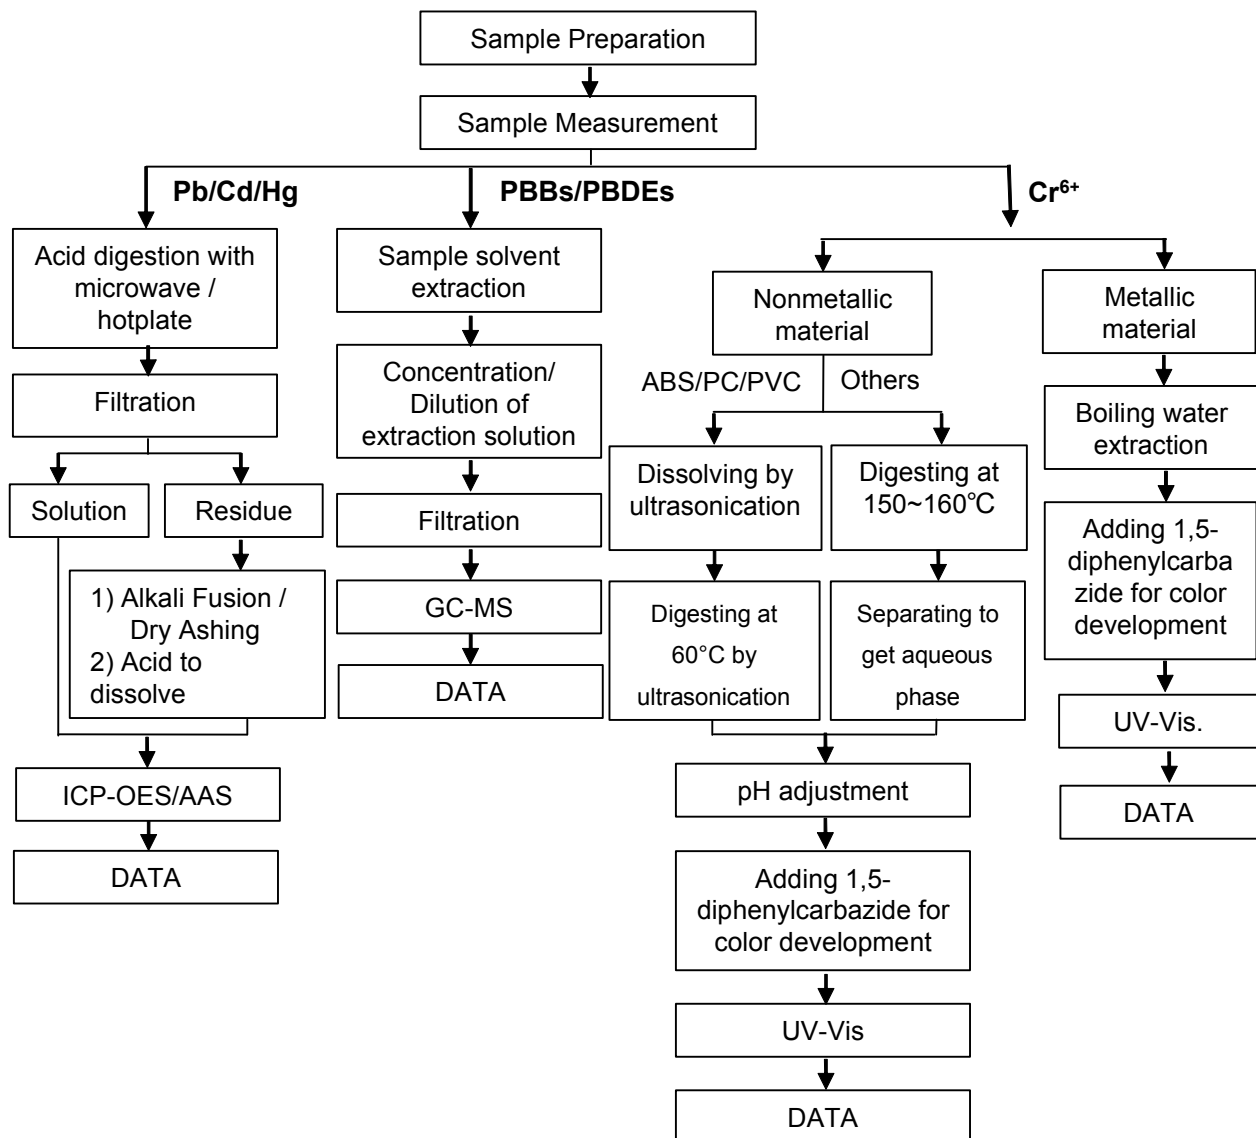 Sample Preparation
Sample Measurement
Pb/Cd/Hg
PBBs/PBDEs
Cr⁶⁺
Acid digestion with
microwave /
hotplate
Filtration
Solution
Residue
1) Alkali Fusion /
Dry Ashing
2) Acid to
dissolve
ICP-OES/AAS
DATA
Sample solvent
extraction
Concentration/
Dilution of
extraction solution
Filtration
GC-MS
DATA
Nonmetallic
material
ABS/PC/PVC
Others
Dissolving by
ultrasonication
Digesting at
60°C by
ultrasonication
Digesting at
150~160℃
Separating to
get aqueous
phase
pH adjustment
Adding 1,5-
diphenylcarbazide for
color development
UV-Vis
DATA
Metallic
material
Boiling water
extraction
Adding 1,5-
diphenylcarba
zide for color
development
UV-Vis.
DATA